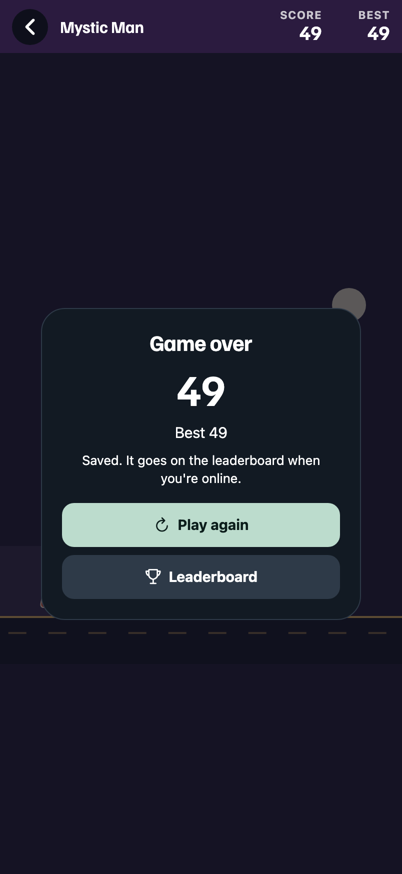 Mystic Man
SCORE
49
BEST
49
Game over
49
Best 49
Saved. It goes on the leaderboard when
you're online.
Play again
Leaderboard